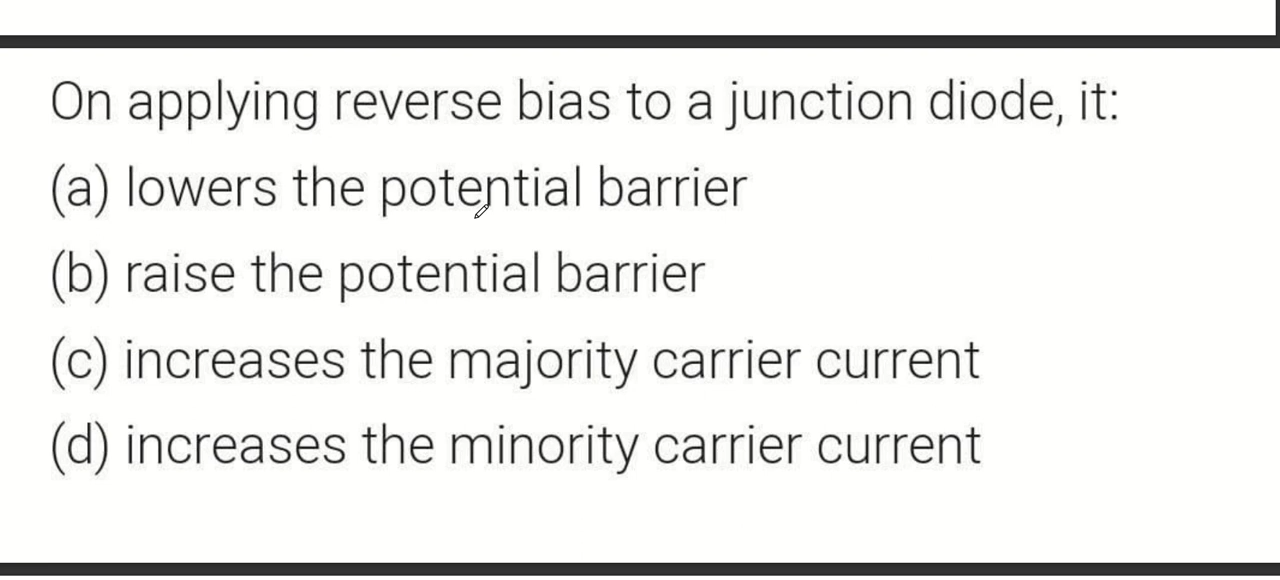 On applying reverse bias to a junction diode, it:
(a) lowers the potential barrier
(b) raise the potential barrier
(c) increases the majority carrier current
(d) increases the minority carrier current